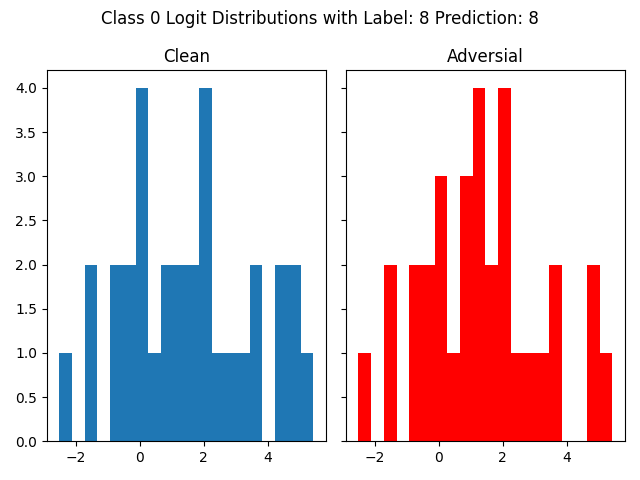 Class 0 Logit Distributions with Label: 8 Prediction: 8
Clean
Adversial
4.0
3.5
3.0
2.5
2.0
1.5
1.0
0.5
0.0
−2 0 2 4
−2 0 2 4